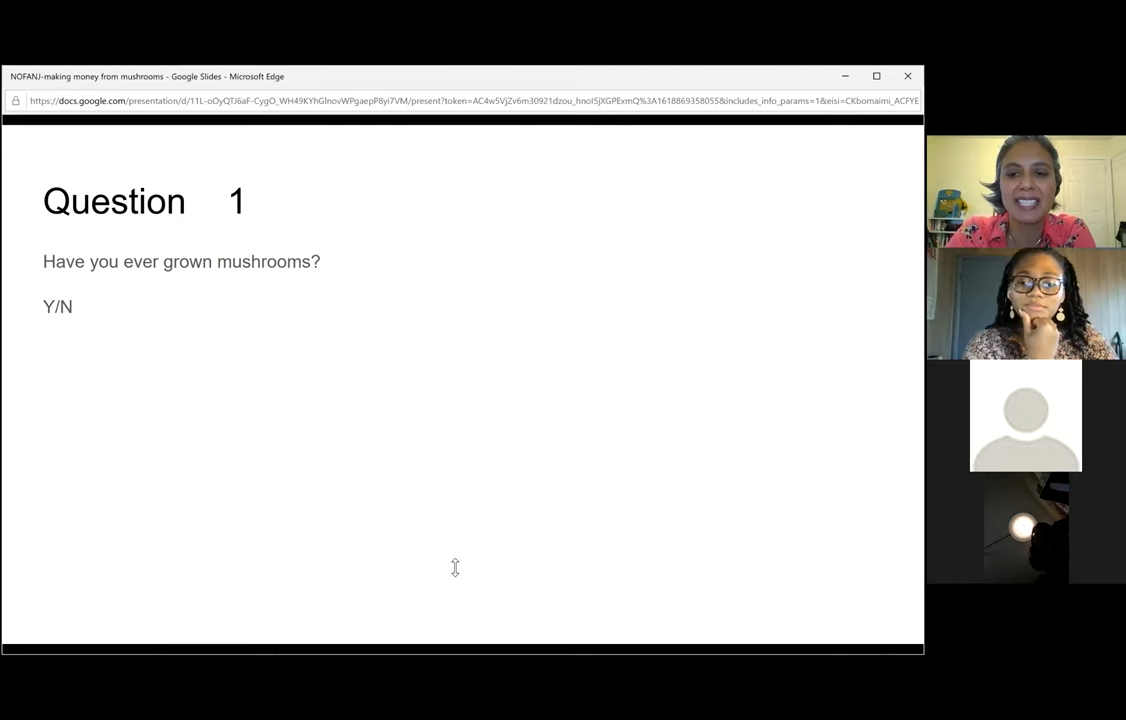 NOFANJ-making money from mushrooms - Google Slides - Microsoft Edge
https://docs.google.com/presentation/d/11L-oOyQTJ6aF-CygO_WH49KYhGInovWPgaepP8yi7VM/present?token=AC4w5VjZv6m30921dzou_hnoI5jXGPExmQ%3A1618869358055&includes_info_params=1&eisi=CKbomaimi_ACFYE
Question 1
Have you ever grown mushrooms?
Y/N